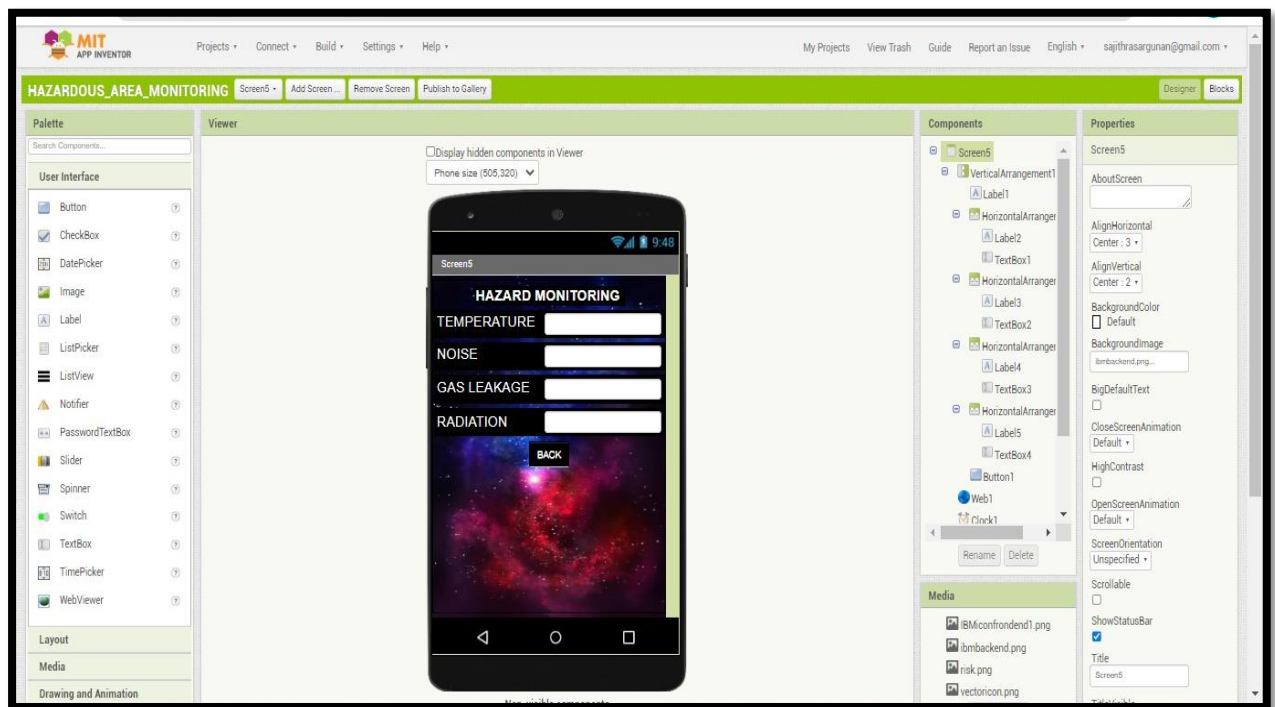 MIT
APP INVENTOR
Projects Connect Build Settings Help
My Projects View Trash Guide Report an Issue English sajithrasargunan@gmail.com
HAZARDOUS_AREA_MONITORING Screen5 Add Screen ... Remove Screen Publish to Gallery Designer Blocks
Palette
Search Components...
User Interface
Button
CheckBox
DatePicker
Image
Label
ListPicker
ListView
Notifier
PasswordTextBox
Slider
Spinner
Switch
TextBox
TimePicker
WebViewer
Layout
Media
Drawing and Animation
Viewer
Display hidden components in Viewer
Phone size (505,320)
9:48
Screen5
HAZARD MONITORING
TEMPERATURE
NOISE
GAS LEAKAGE
RADIATION
BACK
Components
Screen5
VerticalArrangement1
Label1
HorizontalArranger
Label2
TextBox1
HorizontalArranger
Label3
TextBox2
HorizontalArranger
Label4
TextBox3
HorizontalArranger
Label5
TextBox4
Button1
Web1
Clock1
Rename Delete
Media
IBMiconfrondend1.png
ibmbackend.png
risk.png
vectoricon.png
Properties
Screen5
AboutScreen
AlignHorizontal
Center : 3
AlignVertical
Center : 2
BackgroundColor
Default
BackgroundImage
ibmbackend.png...
BigDefaultText
CloseScreenAnimation
Default
HighContrast
OpenScreenAnimation
Default
ScreenOrientation
Unspecified
Scrollable
ShowStatusBar
Title
Screen5